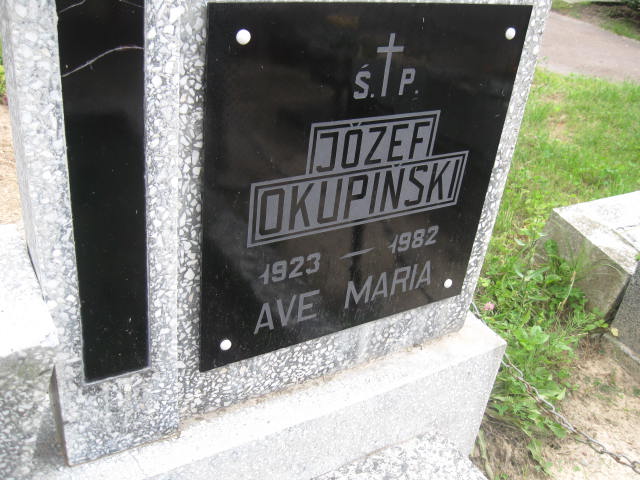 Ś. P.
JÓZEF
OKUPIŃSKI
1923 — 1982
AVE MARIA